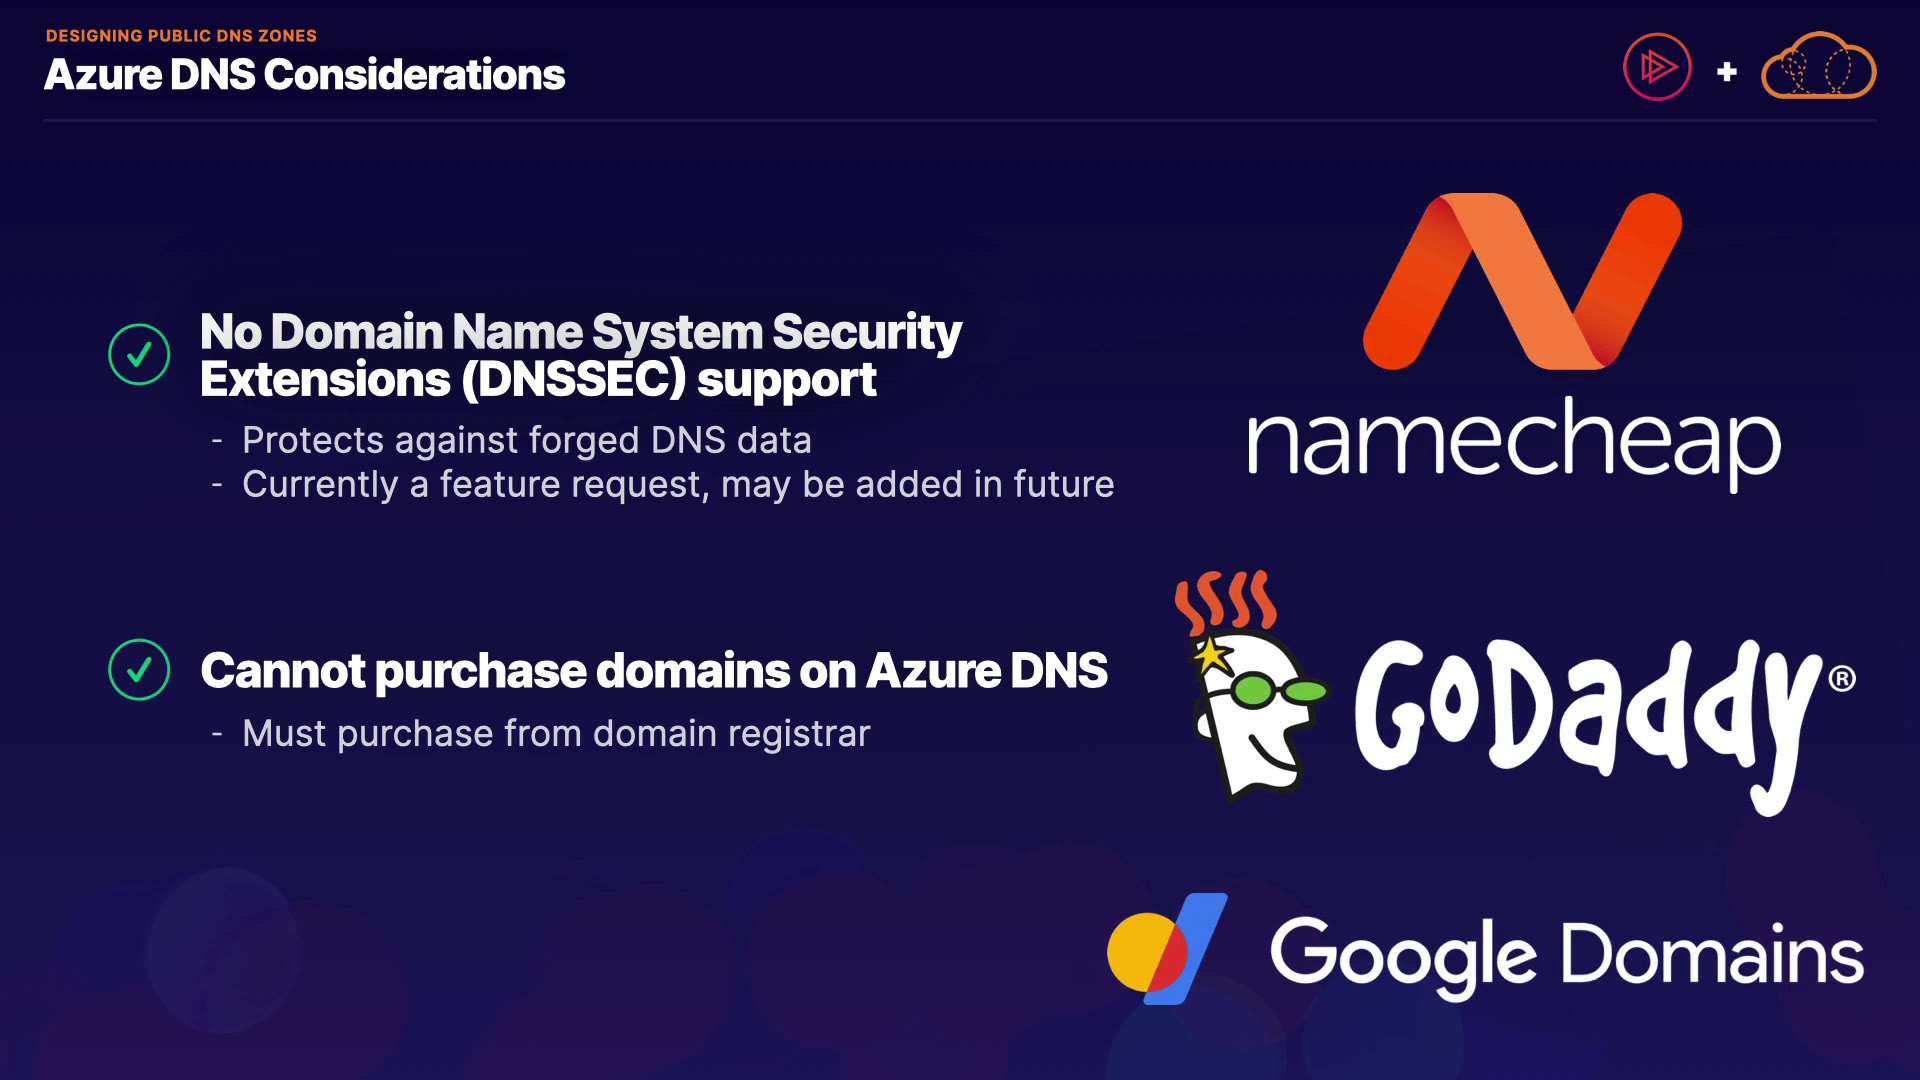 DESIGNING PUBLIC DNS ZONES
Azure DNS Considerations
+
No Domain Name System Security
Extensions (DNSSEC) support
- Protects against forged DNS data
- Currently a feature request, may be added in future
Cannot purchase domains on Azure DNS
- Must purchase from domain registrar
namecheap
GoDaddy®
Google Domains